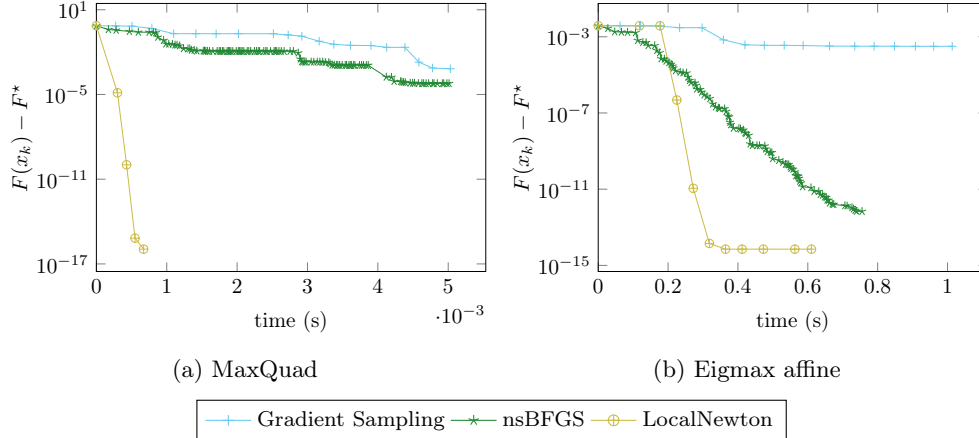 10^1
10^−5
10^−11
10^−17
F(x_k) − F^⋆
0 1 2 3 4 5
·10^−3
time (s)
(a) MaxQuad
10^−3
10^−7
10^−11
10^−15
F(x_k) − F^⋆
0 0.2 0.4 0.6 0.8 1
time (s)
(b) Eigmax affine
Gradient Sampling nsBFGS LocalNewton